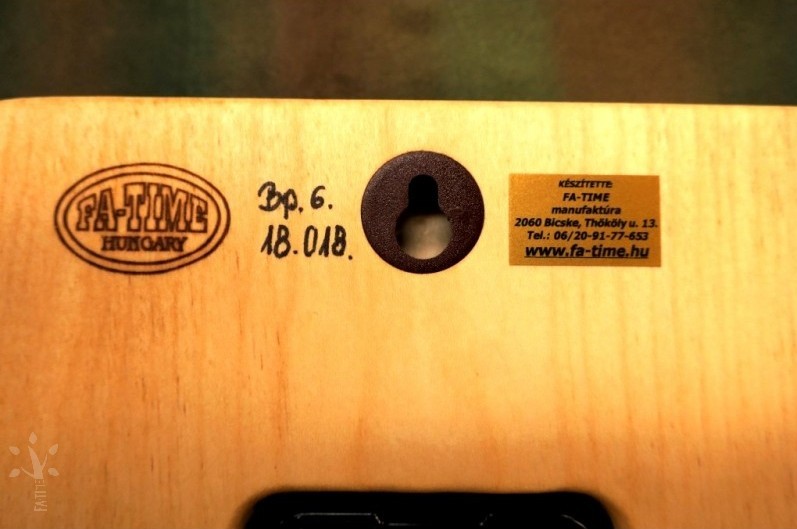 FA-TIME
HUNGARY
Bp. 6.
18.018.
KÉSZÍTETTE:
FA-TIME
manufaktúra
2060 Bicske, Thököly u. 13.
Tel.: 06/20-91-77-653
www.fa-time.hu
FATIME